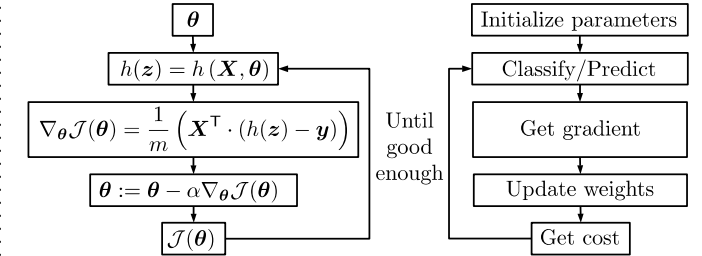 θ
h(z) = h(X, θ)
∇_θ 𝒥(θ) = 1/m (X^⊤ · (h(z) − y))
θ := θ − α∇_θ 𝒥(θ)
𝒥(θ)
Until
good
enough
Initialize parameters
Classify/Predict
Get gradient
Update weights
Get cost